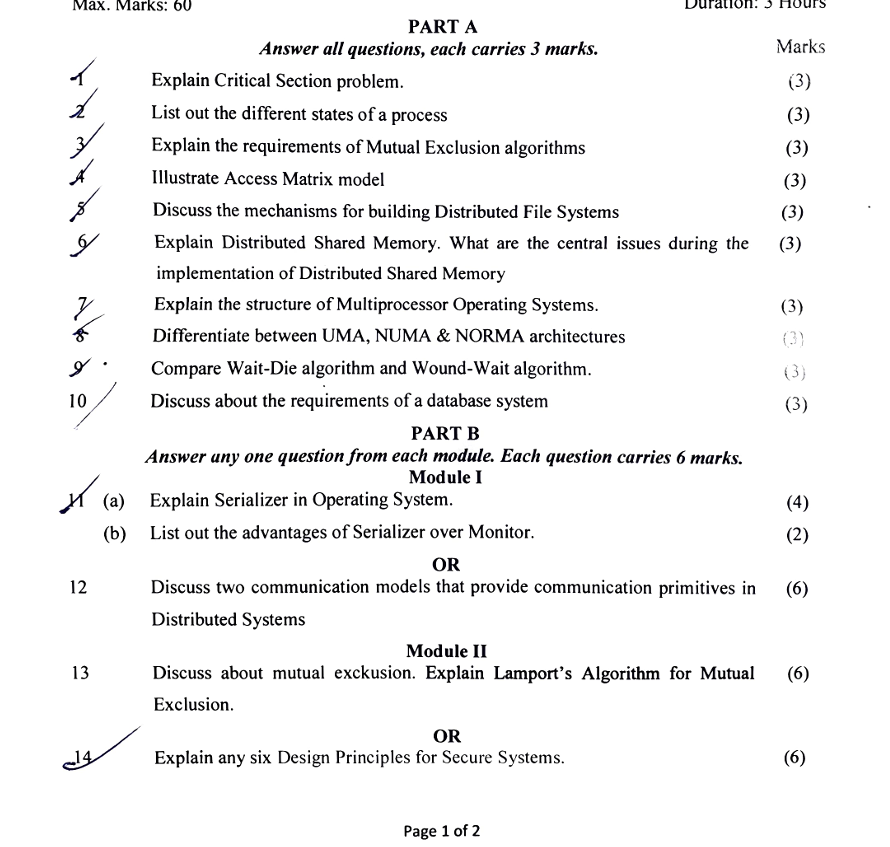 Max. Marks: 60 Duration: 3 Hours
PART A
Answer all questions, each carries 3 marks. Marks
1 Explain Critical Section problem. (3)
2 List out the different states of a process (3)
3 Explain the requirements of Mutual Exclusion algorithms (3)
4 Illustrate Access Matrix model (3)
5 Discuss the mechanisms for building Distributed File Systems (3)
6 Explain Distributed Shared Memory. What are the central issues during the (3)
implementation of Distributed Shared Memory
7 Explain the structure of Multiprocessor Operating Systems. (3)
8 Differentiate between UMA, NUMA & NORMA architectures (3)
9 Compare Wait-Die algorithm and Wound-Wait algorithm. (3)
10 Discuss about the requirements of a database system (3)
PART B
Answer any one question from each module. Each question carries 6 marks.
Module I
11 (a) Explain Serializer in Operating System. (4)
(b) List out the advantages of Serializer over Monitor. (2)
OR
12 Discuss two communication models that provide communication primitives in (6)
Distributed Systems
Module II
13 Discuss about mutual exckusion. Explain Lamport's Algorithm for Mutual (6)
Exclusion.
OR
14 Explain any six Design Principles for Secure Systems. (6)
Page 1 of 2